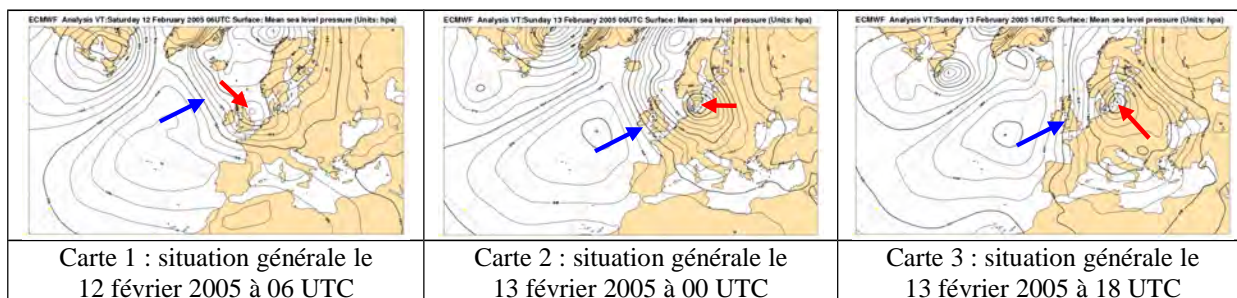 ECMWF Analysis VT:Saturday 12 February 2005 06UTC Surface: Mean sea level pressure (Units: hpa)
ECMWF Analysis VT:Sunday 13 February 2005 00UTC Surface: Mean sea level pressure (Units: hpa)
ECMWF Analysis VT:Sunday 13 February 2005 18UTC Surface: Mean sea level pressure (Units: hpa)
Carte 1 : situation générale le
12 février 2005 à 06 UTC
Carte 2 : situation générale le
13 février 2005 à 00 UTC
Carte 3 : situation générale le
13 février 2005 à 18 UTC